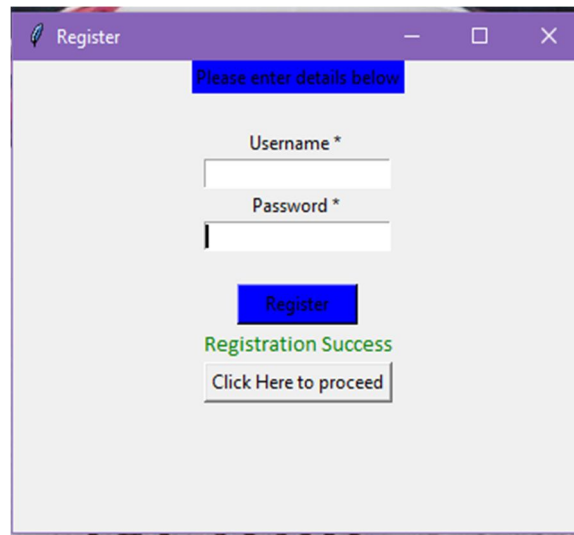 Register
Please enter details below
Username *
Password *
Register
Registration Success
Click Here to proceed